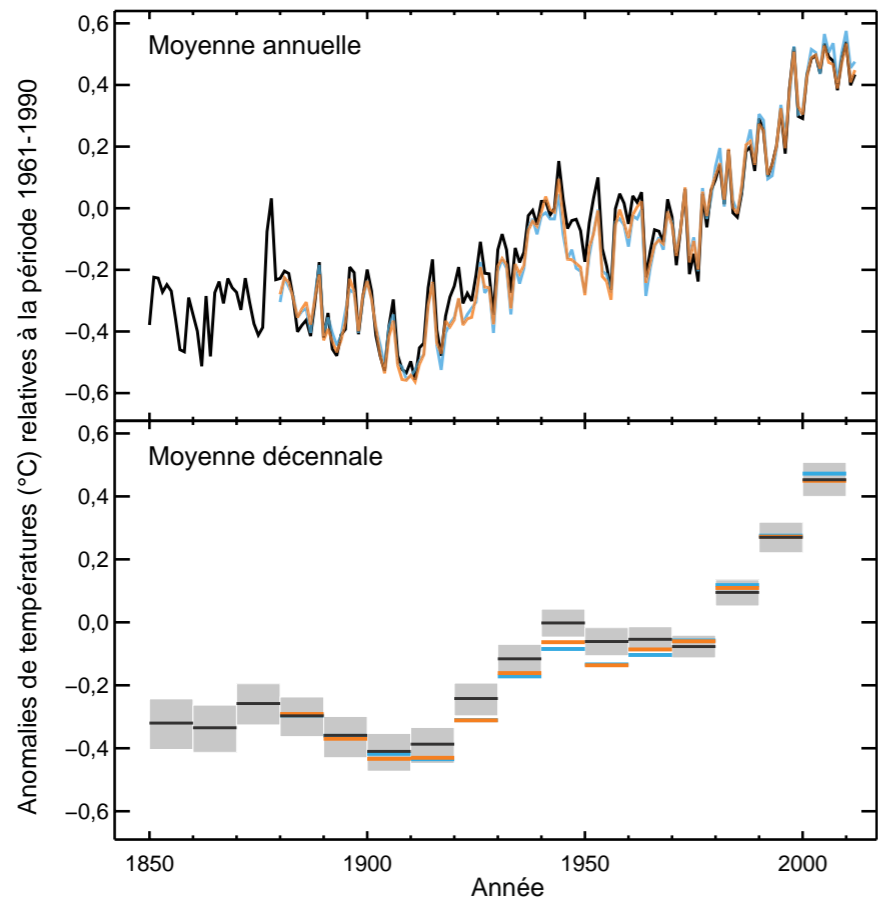 Anomalies de températures (°C) relatives à la période 1961-1990
Moyenne annuelle
0,6
0,4
0,2
0,0
−0,2
−0,4
−0,6
Moyenne décennale
0,6
0,4
0,2
0,0
−0,2
−0,4
−0,6
1850 1900 1950 2000
Année